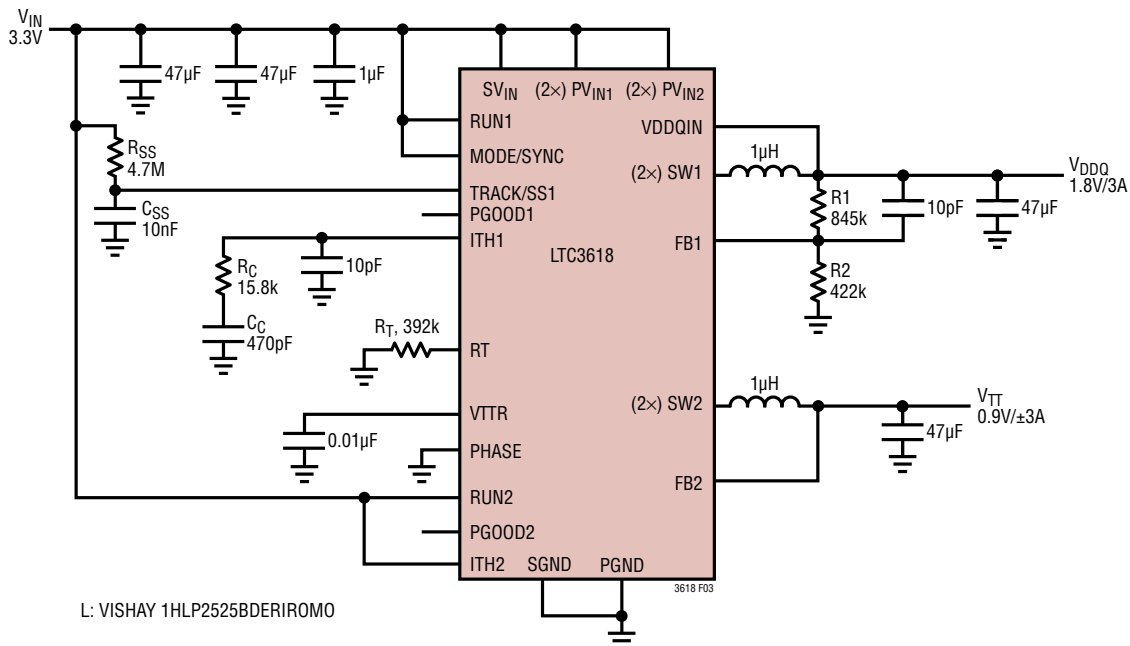 VIN
3.3V
47µF
47µF
1µF
RSS
4.7M
CSS
10nF
RC
15.8k
CC
470pF
10pF
RT, 392k
0.01µF
SVIN
(2×) PVIN1
(2×) PVIN2
RUN1
MODE/SYNC
TRACK/SS1
PGOOD1
ITH1
RT
VTTR
PHASE
RUN2
PGOOD2
ITH2
SGND
PGND
LTC3618
VDDQIN
(2×) SW1
FB1
(2×) SW2
FB2
1µH
VDDQ
1.8V/3A
R1
845k
10pF
47µF
R2
422k
1µH
VTT
0.9V/±3A
47µF
3618 F03
L: VISHAY 1HLP2525BDERIROMO